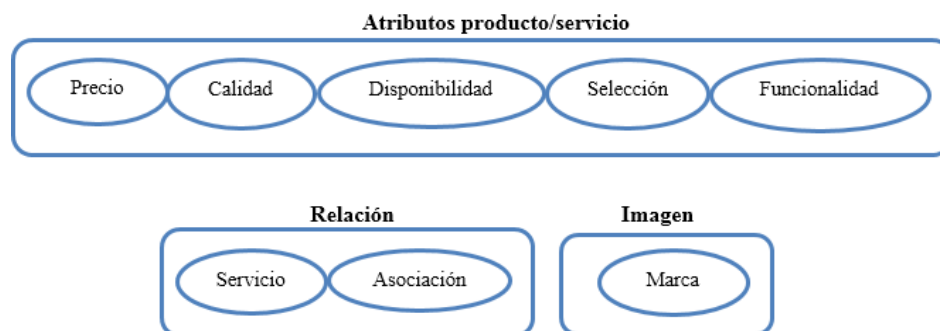 Atributos producto/servicio
Precio Calidad Disponibilidad Selección Funcionalidad
Relación Imagen
Servicio Asociación Marca